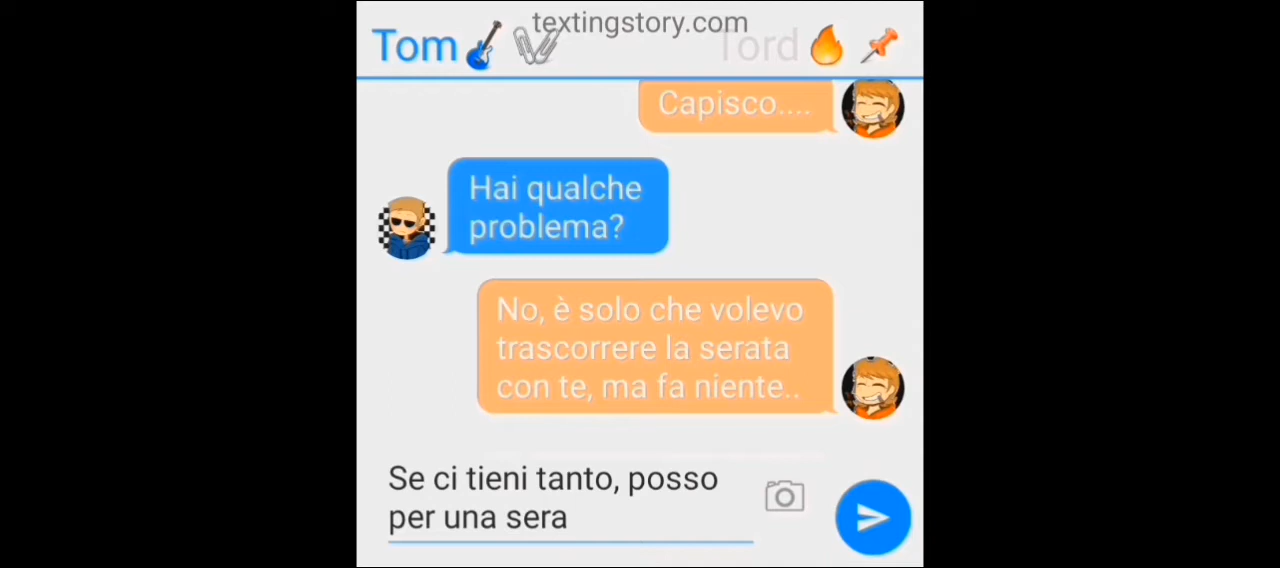 textingstory.com
Tom Tord
Capisco....
Hai qualche
problema?
No, è solo che volevo
trascorrere la serata
con te, ma fa niente..
Se ci tieni tanto, posso
per una sera